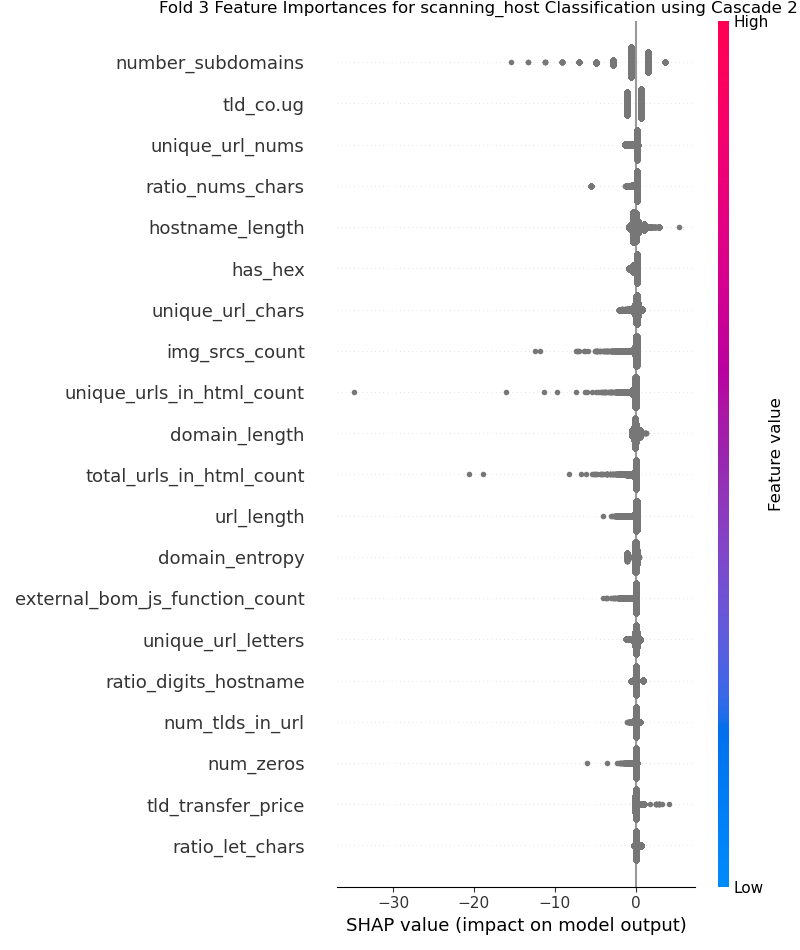 Fold 3 Feature Importances for scanning_host Classification using Cascade 2
High
number_subdomains
tld_co.ug
unique_url_nums
ratio_nums_chars
hostname_length
has_hex
unique_url_chars
img_srcs_count
unique_urls_in_html_count
domain_length
total_urls_in_html_count
url_length
domain_entropy
external_bom_js_function_count
unique_url_letters
ratio_digits_hostname
num_tlds_in_url
num_zeros
tld_transfer_price
ratio_let_chars
Feature value
Low
−30 −20 −10 0
SHAP value (impact on model output)